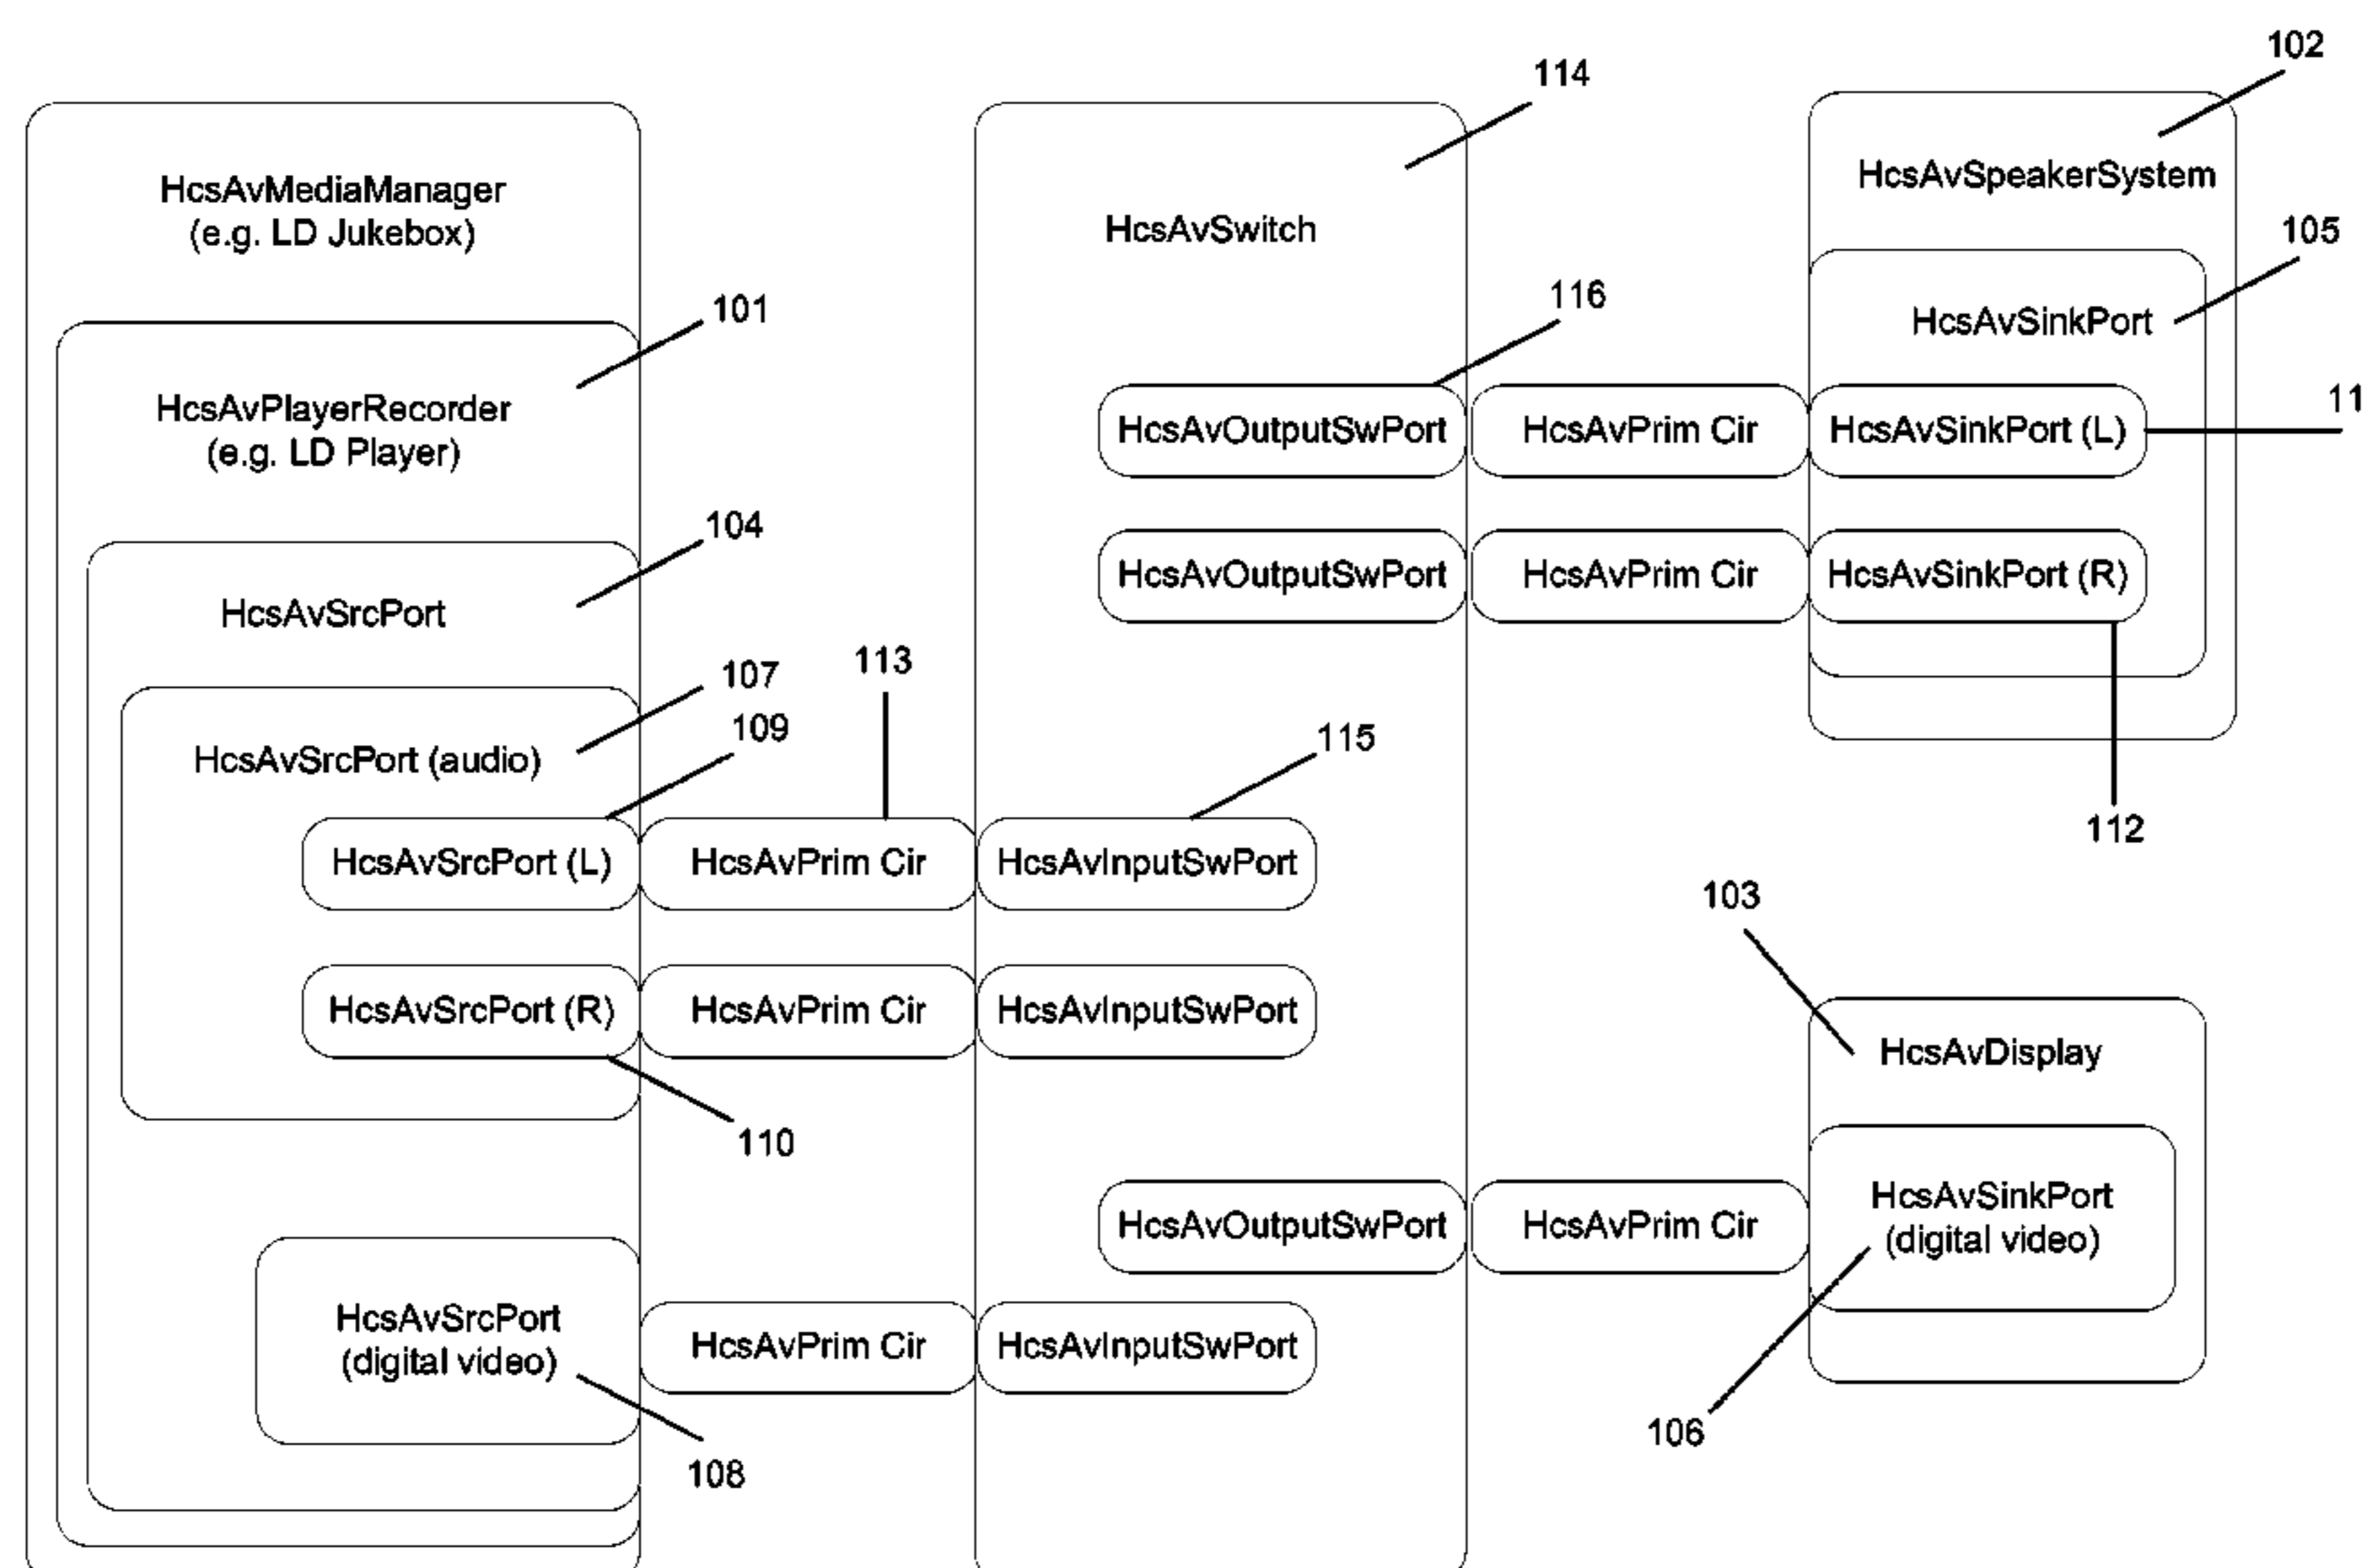 102
114
HcsAvMediaManager
(e.g. LD Jukebox)
HcsAvSwitch
HcsAvSpeakerSystem
105
101
116
HcsAvSinkPort
HcsAvPlayerRecorder
(e.g. LD Player)
HcsAvOutputSwPort
HcsAvPrim Cir
HcsAvSinkPort (L)
11
104
HcsAvOutputSwPort
HcsAvPrim Cir
HcsAvSinkPort (R)
HcsAvSrcPort
113
107
109
115
HcsAvSrcPort (audio)
112
HcsAvSrcPort (L)
HcsAvPrim Cir
HcsAvInputSwPort
103
HcsAvSrcPort (R)
HcsAvPrim Cir
HcsAvInputSwPort
HcsAvDisplay
110
HcsAvOutputSwPort
HcsAvPrim Cir
HcsAvSinkPort
(digital video)
HcsAvSrcPort
(digital video)
HcsAvPrim Cir
HcsAvInputSwPort
106
108